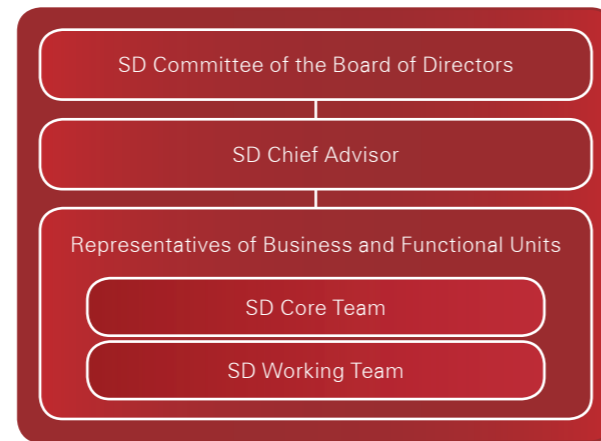 SD Committee of the Board of Directors
SD Chief Advisor
Representatives of Business and Functional Units
SD Core Team
SD Working Team